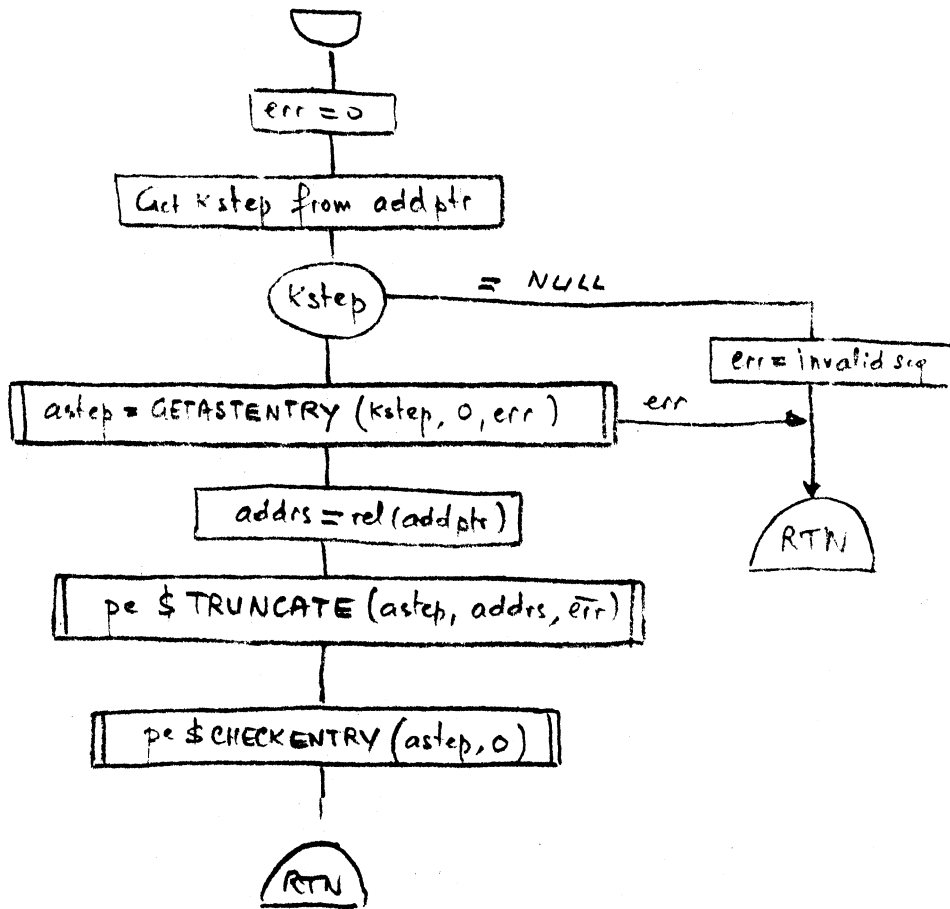 err = 0
Get kstep from addptr
kstep
= NULL
err = invalid seg
astep = GETASTENTRY (kstep, 0, err)
err
addrs = rel(addptr)
RTN
pe $ TRUNCATE (astep, addrs, err)
pe $ CHECKENTRY (astep, 0)
RTN